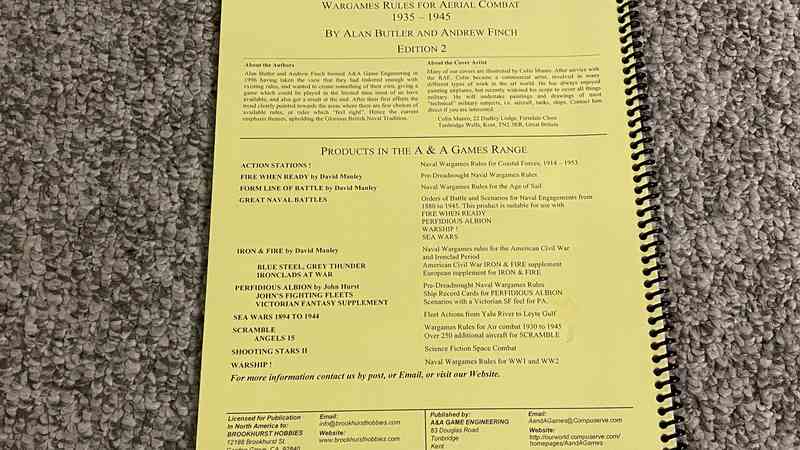 WARGAMES RULES FOR AERIAL COMBAT
1935 – 1945
BY ALAN BUTLER AND ANDREW FINCH
EDITION 2
About the Authors
Alan Butler and Andrew Finch formed A&A Game Engineering in
1996 having taken the view that they had tinkered enough with
existing rules, and wanted to create something of their own, giving a
game which could be played in the limited time most of us have
available, and also get a result at the end. After their first efforts the
trend clearly pointed towards the areas where there are few choices of
available rules, or rules which "feel right". Hence the current
emphasis themes, upholding the Glorious British Naval Tradition.
About the Cover Artist
Many of our covers are illustrated by Colin Munro. After service with
the RAF, Colin became a commercial artist, involved in many
different types of work in the art world. He has always enjoyed
painting airplanes, but recently widened his scope to cover all things
military. He will undertake paintings and drawings of most
"technical" military subjects, i.e. aircraft, tanks, ships. Contact him
direct if you are interested.
Colin Munro, 22 Dudley Lodge, Ferndale Close
Tunbridge Wells, Kent, TN2 3RR, Great Britain
PRODUCTS IN THE A & A GAMES RANGE
ACTION STATIONS ! Naval Wargames Rules for Coastal Forces, 1914 – 1953
FIRE WHEN READY by David Manley Pre-Dreadnought Naval Wargames Rules
FORM LINE OF BATTLE by David Manley Naval Wargames Rules for the Age of Sail
GREAT NAVAL BATTLES Orders of Battle and Scenarios for Naval Engagements from
1880 to 1945. This product is suitable for use with
FIRE WHEN READY
PERFIDIOUS ALBION
WARSHIP !
SEA WARS
IRON & FIRE by David Manley Naval Wargames rules for the American Civil War
and Ironclad Period
BLUE STEEL, GREY THUNDER American Civil War IRON & FIRE supplement
IRONCLADS AT WAR European supplement for IRON & FIRE
PERFIDIOUS ALBION by John Hurst Pre-Dreadnought Naval Wargames Rules
JOHN'S FIGHTING FLEETS Ship Record Cards for PERFIDIOUS ALBION
VICTORIAN FANTASY SUPPLEMENT Scenarios with a Victorian SF feel for PA.
SEA WARS 1894 TO 1944 Fleet Actions from Yalu River to Leyte Gulf
SCRAMBLE Wargames Rules for Air combat 1930 to 1945
ANGELS 15 Over 250 additional aircraft for SCRAMBLE
SHOOTING STARS II Science Fiction Space Combat
WARSHIP ! Naval Wargames Rules for WW1 and WW2
For more information contact us by post, or Email, or visit our Website.
Licensed for Publication
In North America to:
BROOKHURST HOBBIES
12188 Brookhurst St.
Garden Grove, CA. 92840
Email:
info@brookhursthobbies.com
Website:
www.brookhursthobbies.com
Published by:
A&A GAME ENGINEERING
83 Douglas Road
Tonbridge
Kent
Email:
AandAGames@Compuserve.com
Website:
http://ourworld.compuserve.com/
homepages/AandAGames